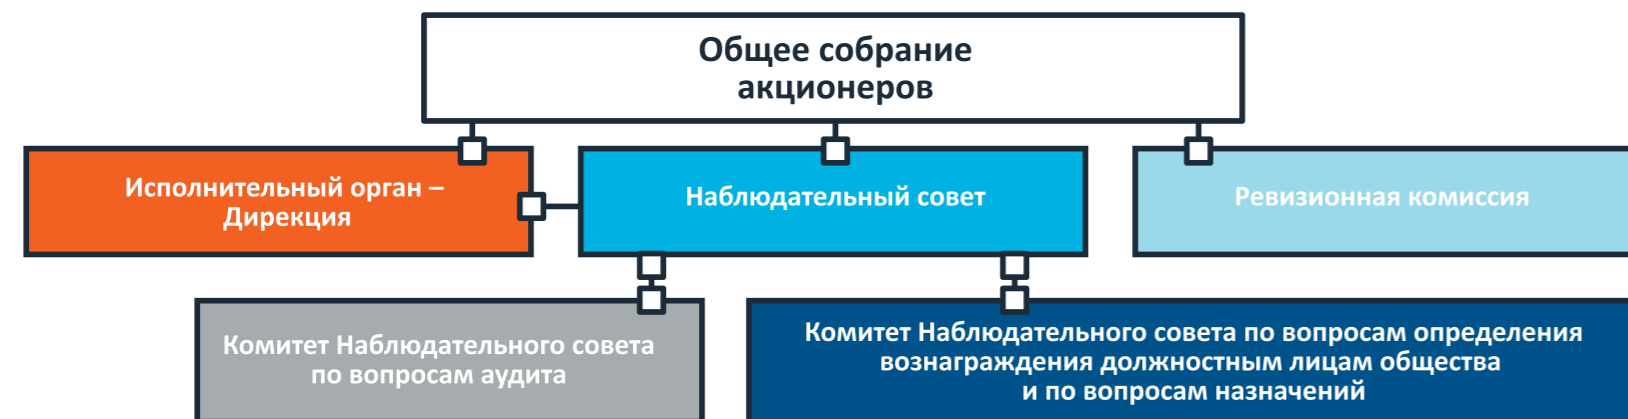 Общее собрание
акционеров
Исполнительный орган –
Дирекция
Наблюдательный совет
Ревизионная комиссия
Комитет Наблюдательного совета
по вопросам аудита
Комитет Наблюдательного совета по вопросам определения
вознаграждения должностным лицам общества
и по вопросам назначений